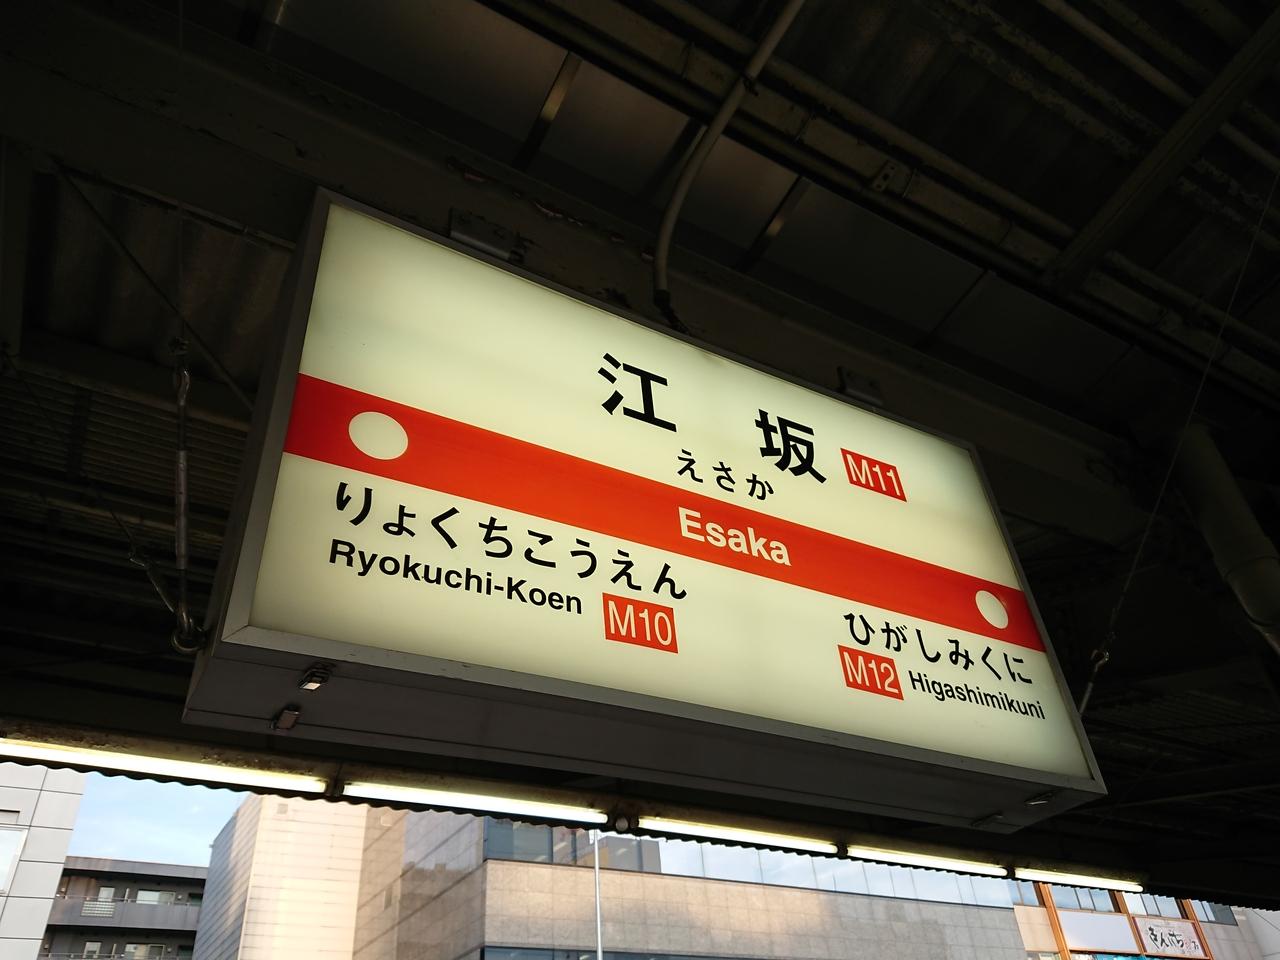 江坂 M11
えさか
Esaka
りょくちこうえん
Ryokuchi-Koen M10
ひがしみくに
M12 Higashimikuni